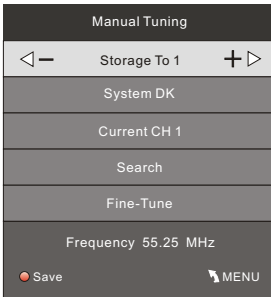 Manual Tuning
Storage To 1
System DK
Current CH 1
Search
Fine-Tune
Frequency 55.25 MHz
Save MENU